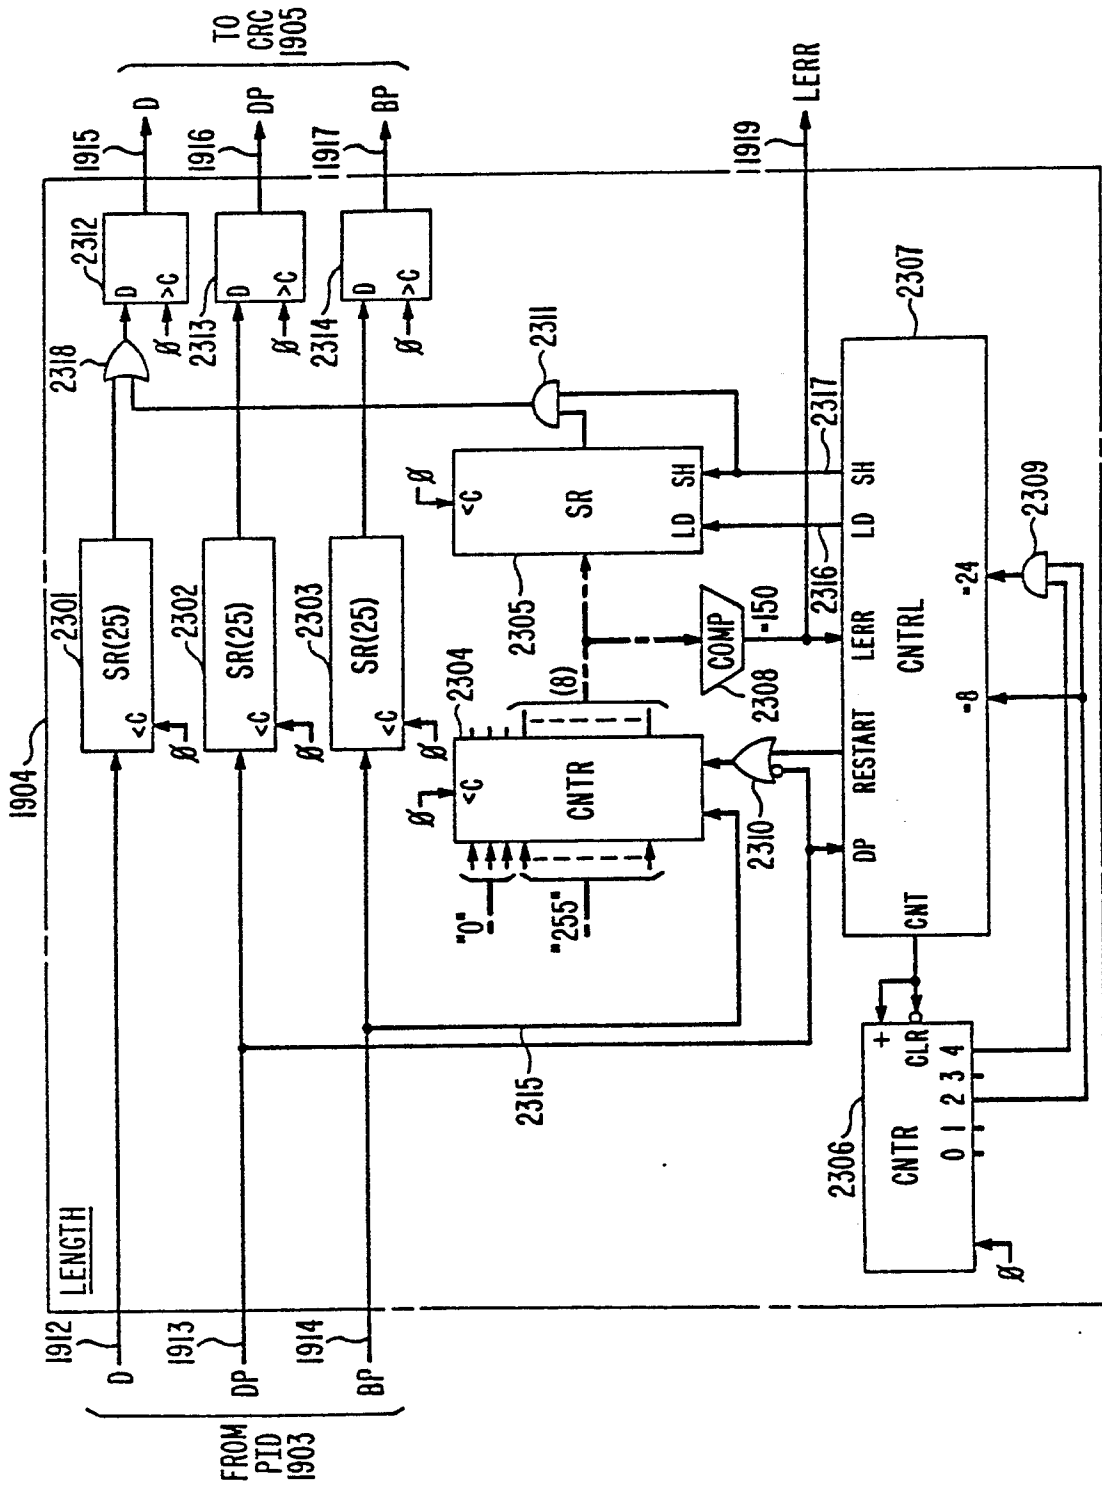 1904
LENGTH
FROM
PID
1903
D
1912
DP
1913
BP
1914
2301
SR(25)
<C
Ø
2302
SR(25)
<C
Ø
2303
SR(25)
<C
Ø
2318
2312
D
>C
Ø
2313
D
>C
Ø
2314
D
>C
Ø
1915
D
1916
DP
1917
BP
TO
CRC
1905
2315
"0"
"255"
Ø
<C
CNTR
2304
(8)
2305
Ø
<C
SR
LD
SH
2311
COMP
2308
=150
2310
1919
LERR
2316
2317
2307
DP
RESTART
LERR
LD
SH
CNT
CNTRL
=8
=24
2309
2306
+
CLR
CNTR
0 1 2 3 4
Ø